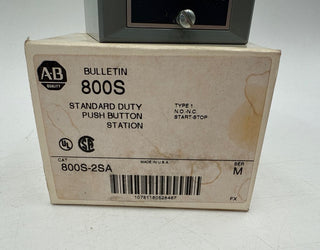 A-B
QUALITY
BULLETIN
800S
STANDARD DUTY
PUSH BUTTON
STATION
TYPE 1
N.O.-N.C.
START-STOP
UL
CAT
MADE IN U.S.A.
SER
800S-2SA
M
FX